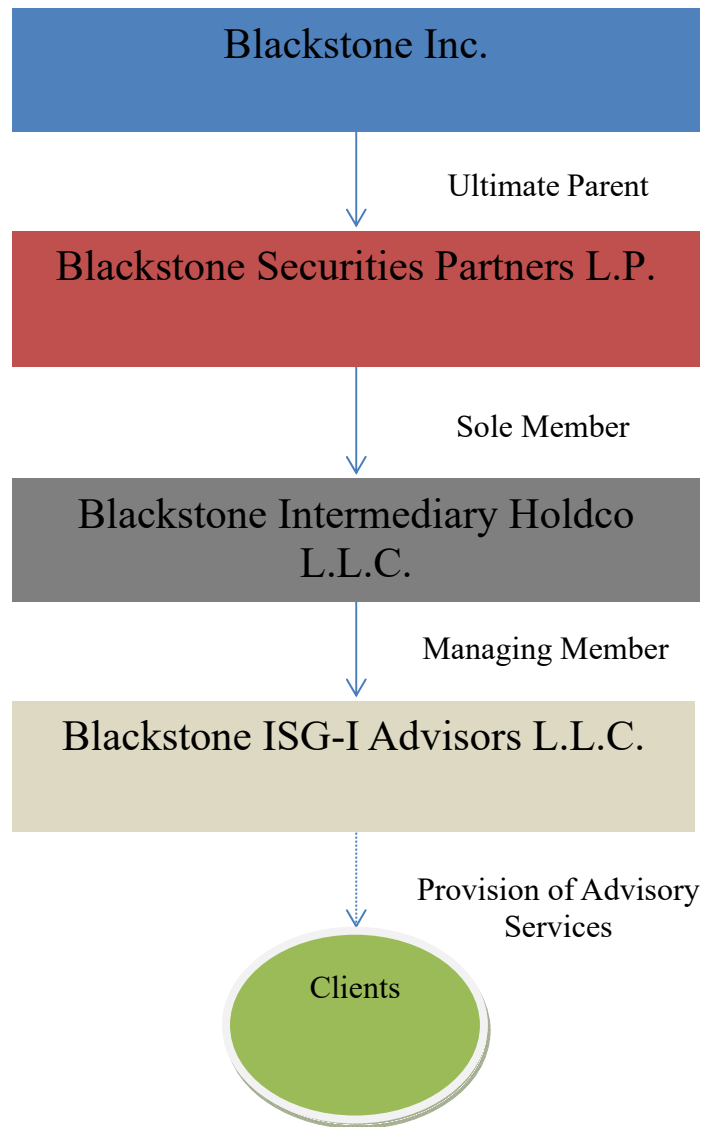 Blackstone Inc.
Ultimate Parent
Blackstone Securities Partners L.P.
Sole Member
Blackstone Intermediary Holdco
L.L.C.
Managing Member
Blackstone ISG-I Advisors L.L.C.
Provision of Advisory
Services
Clients